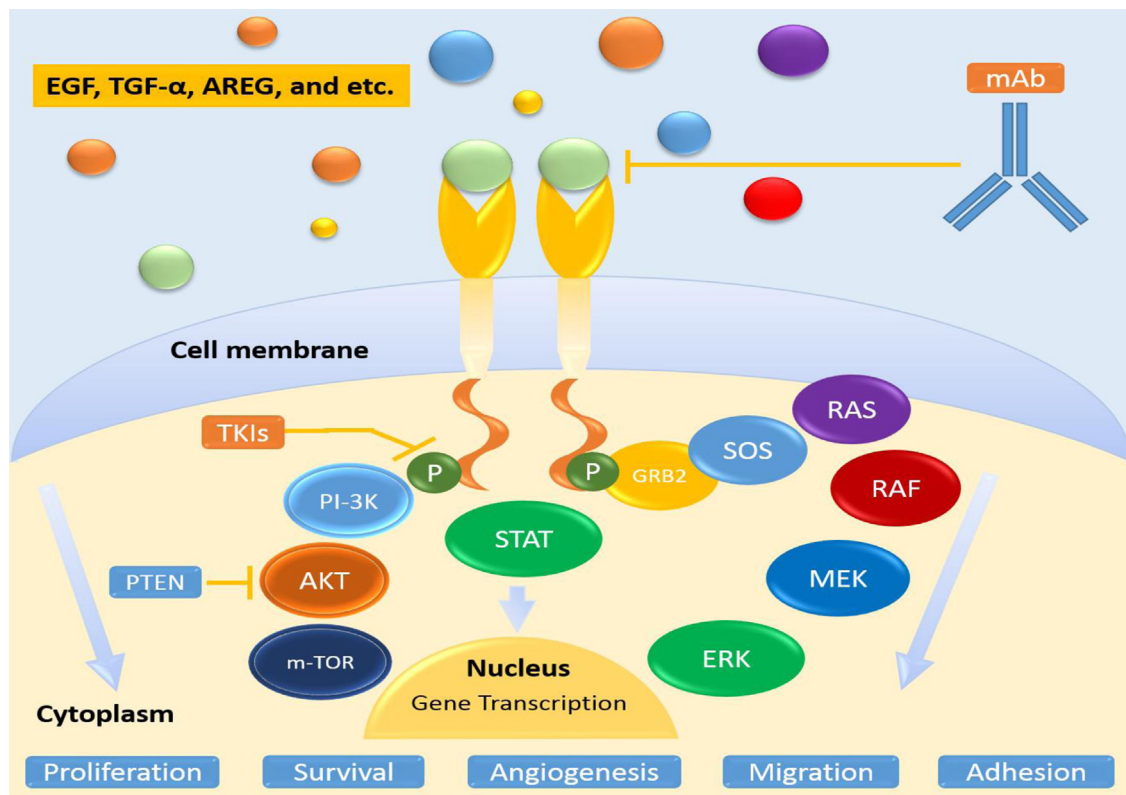 EGF, TGF-α, AREG, and etc.
mAb
Cell membrane
TKIs
P
P
GRB2
SOS
RAS
RAF
PI-3K
STAT
MEK
PTEN
AKT
m-TOR
ERK
Nucleus
Gene Transcription
Cytoplasm
Proliferation
Survival
Angiogenesis
Migration
Adhesion